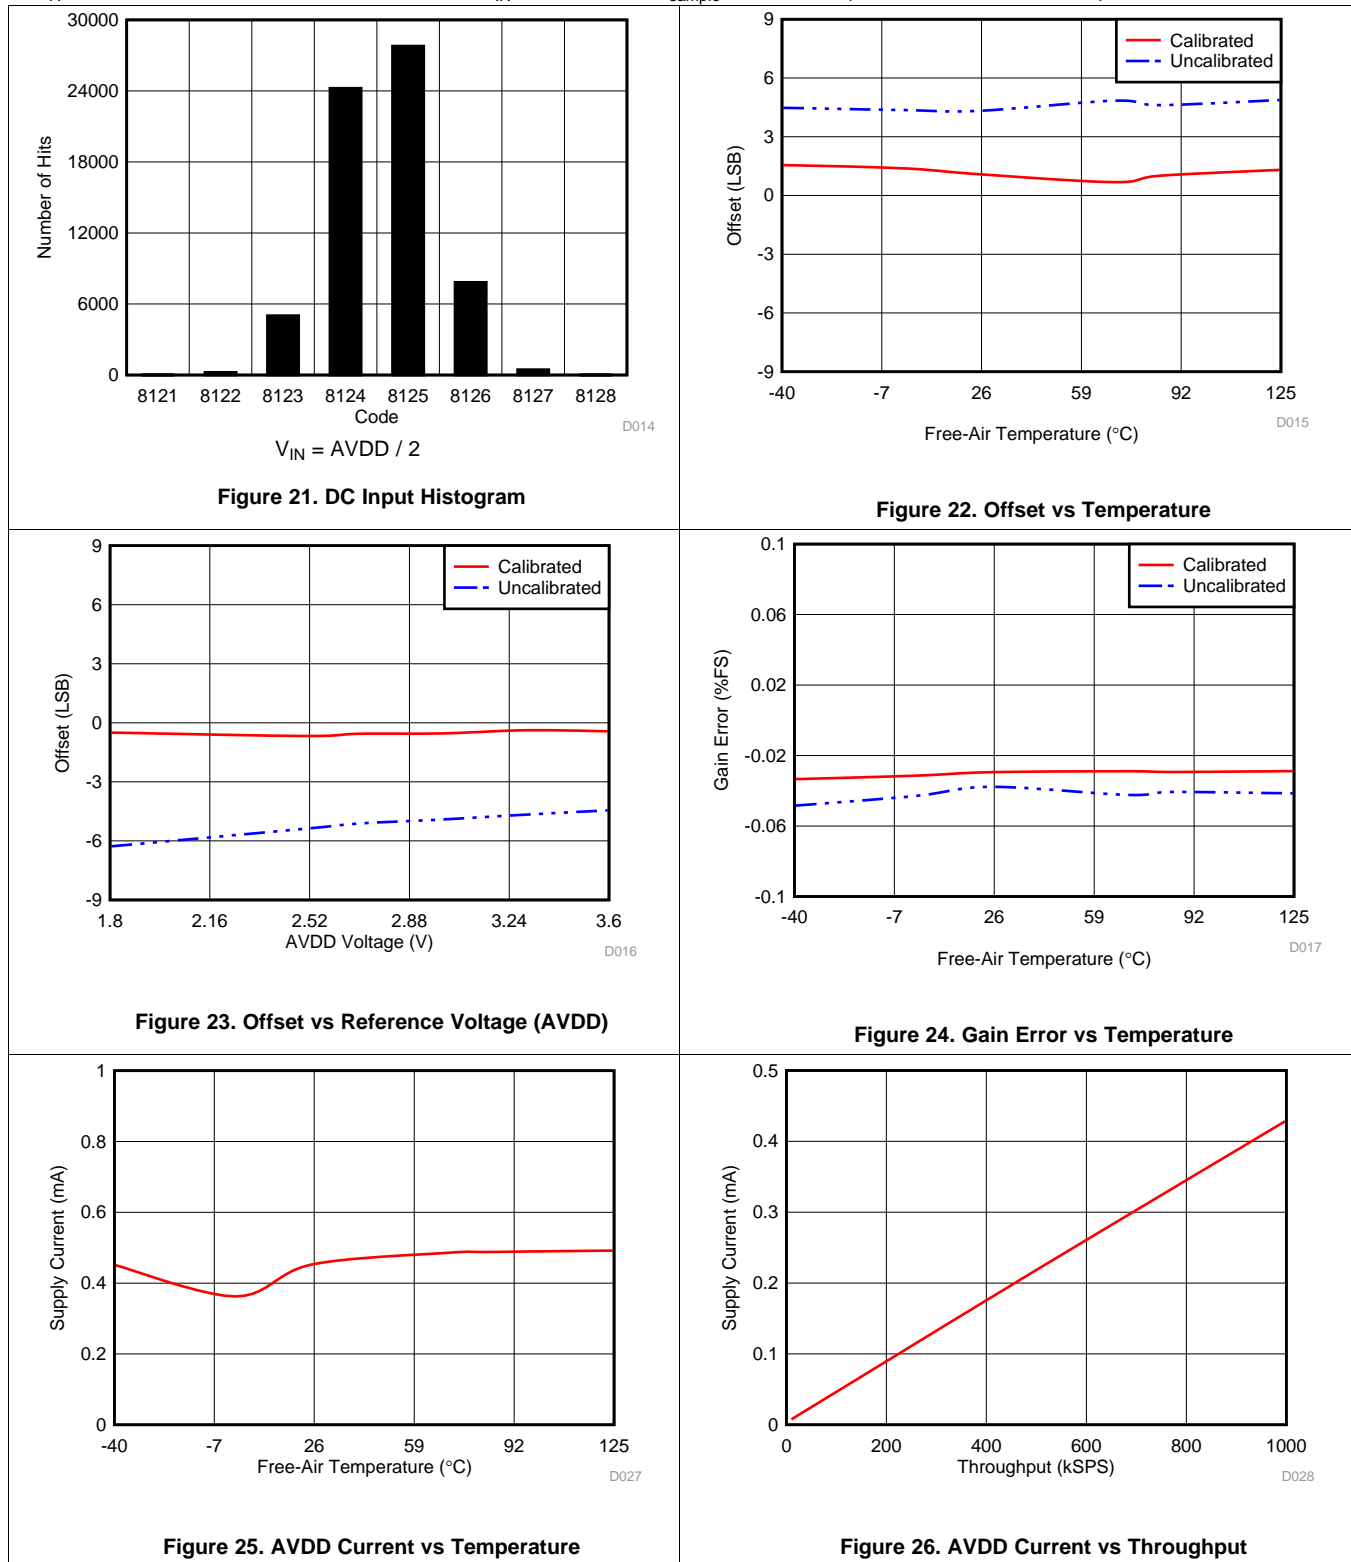 IN
sample
30000
24000
18000
12000
6000
0
Number of Hits
8121 8122 8123 8124 8125 8126 8127 8128
Code
D014
VIN = AVDD / 2
Figure 21. DC Input Histogram
9
6
3
0
-3
-6
-9
Offset (LSB)
Calibrated
Uncalibrated
-40 -7 26 59 92 125
Free-Air Temperature (°C)
D015
Figure 22. Offset vs Temperature
9
6
3
0
-3
-6
-9
Offset (LSB)
Calibrated
Uncalibrated
1.8 2.16 2.52 2.88 3.24 3.6
AVDD Voltage (V)
D016
Figure 23. Offset vs Reference Voltage (AVDD)
0.1
0.06
0.02
-0.02
-0.06
-0.1
Gain Error (%FS)
Calibrated
Uncalibrated
-40 -7 26 59 92 125
Free-Air Temperature (°C)
D017
Figure 24. Gain Error vs Temperature
1
0.8
0.6
0.4
0.2
0
Supply Current (mA)
-40 -7 26 59 92 125
Free-Air Temperature (°C)
D027
Figure 25. AVDD Current vs Temperature
0.5
0.4
0.3
0.2
0.1
0
Supply Current (mA)
0 200 400 600 800 1000
Throughput (kSPS)
D028
Figure 26. AVDD Current vs Throughput